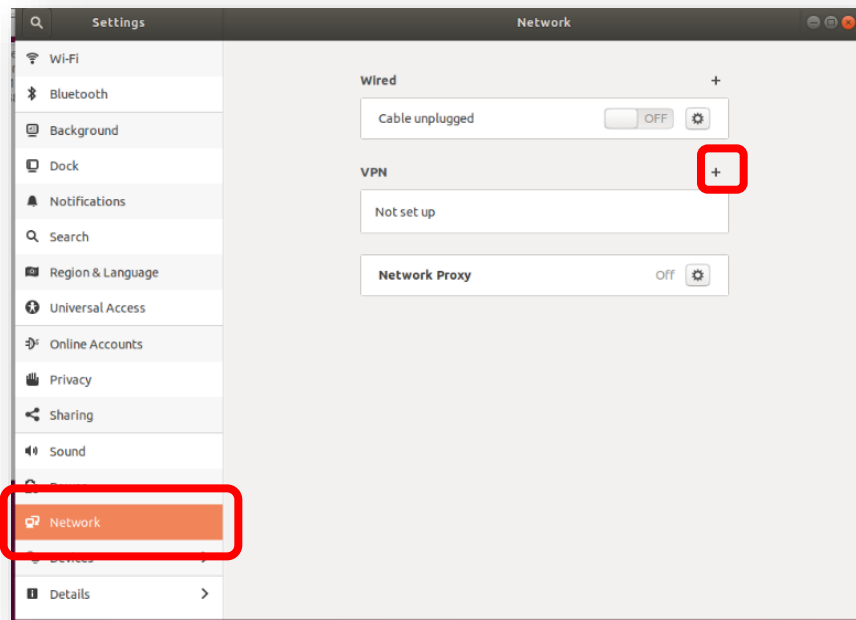 Settings
Network
Wi-Fi
Bluetooth
Background
Dock
Notifications
Search
Region & Language
Universal Access
Online Accounts
Privacy
Sharing
Sound
Network
Devices
Details
Wired
+
Cable unplugged
OFF
VPN
+
Not set up
Network Proxy
Off